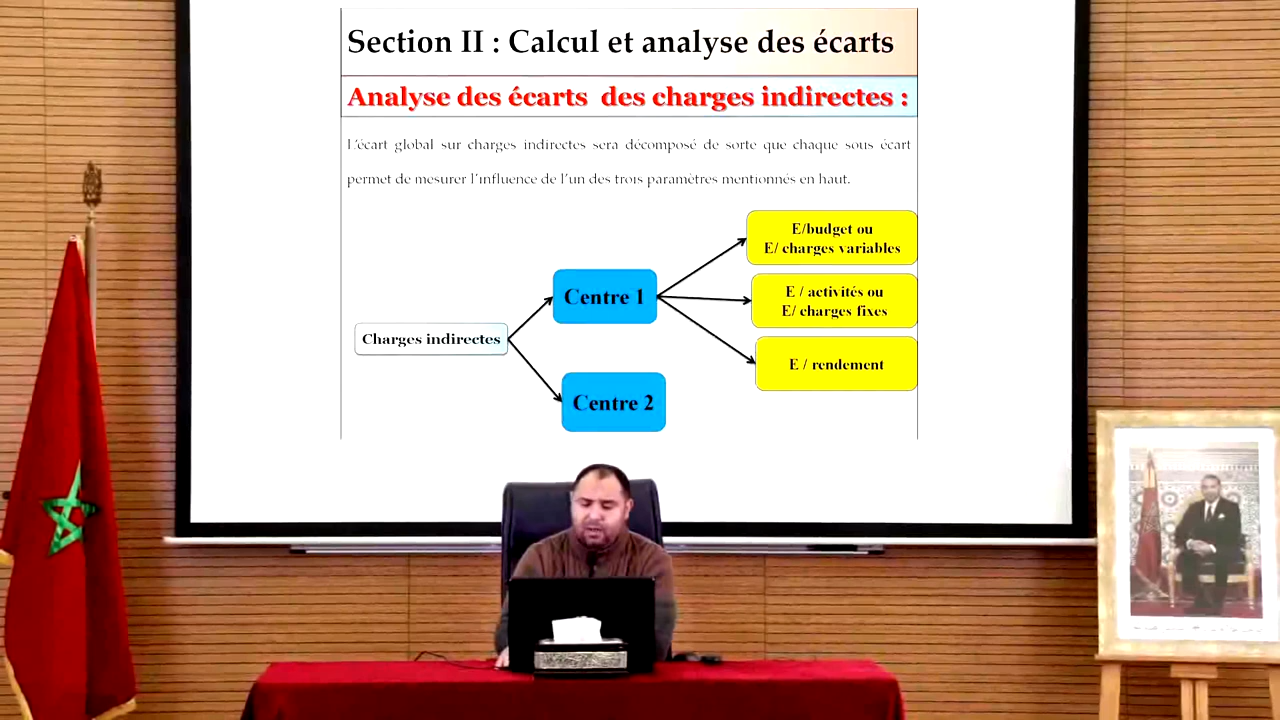 Section II : Calcul et analyse des écarts
Analyse des écarts des charges indirectes :
L'écart global sur charges indirectes sera décomposé de sorte que chaque sous écart
permet de mesurer l'influence de l'un des trois paramètres mentionnés en haut.
E/budget ou
E/ charges variables
Centre 1
E / activités ou
E/ charges fixes
Charges indirectes
E / rendement
Centre 2